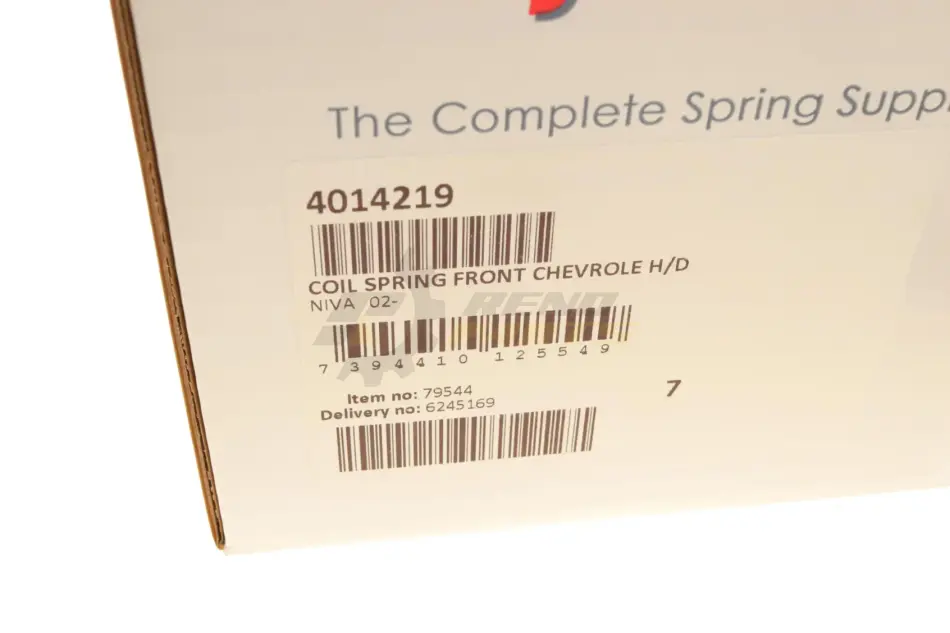 The Complete Spring
4014219
COIL SPRING FRONT CHEVROLE H/D
NIVA 02-
7 394410 125549
Item no: 79544
7
Delivery no: 6245169